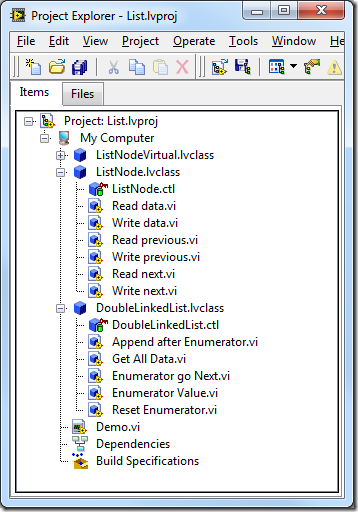 Project Explorer - List.lvproj
File Edit View Project Operate Tools Window He
Items Files
Project: List.lvproj
My Computer
ListNodeVirtual.lvclass
ListNode.lvclass
ListNode.ctl
Read data.vi
Write data.vi
Read previous.vi
Write previous.vi
Read next.vi
Write next.vi
DoubleLinkedList.lvclass
DoubleLinkedList.ctl
Append after Enumerator.vi
Get All Data.vi
Enumerator go Next.vi
Enumerator Value.vi
Reset Enumerator.vi
Demo.vi
Dependencies
Build Specifications